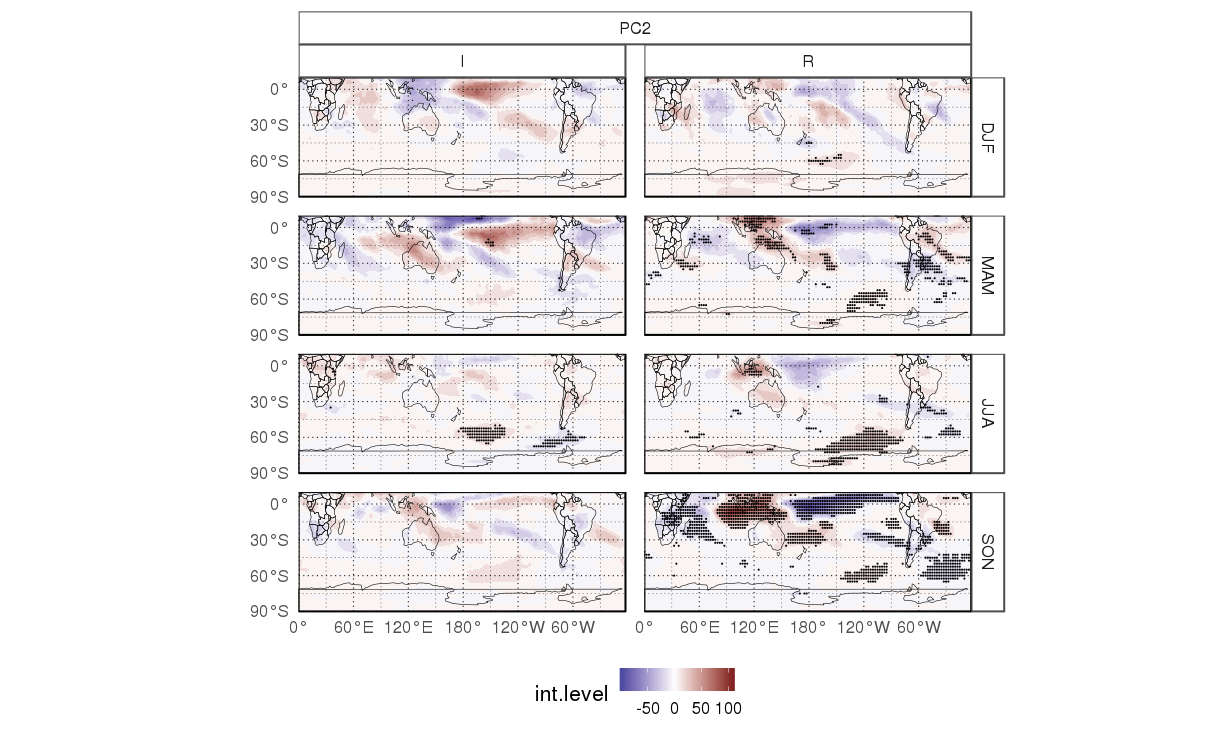 PC2
I R
0° 30°S 60°S 90°S DJF
0° 30°S 60°S 90°S MAM
0° 30°S 60°S 90°S JJA
0° 30°S 60°S 90°S SON
0° 60°E 120°E 180° 120°W 60°W 0° 60°E 120°E 180° 120°W 60°W
int.level
-50 0 50 100